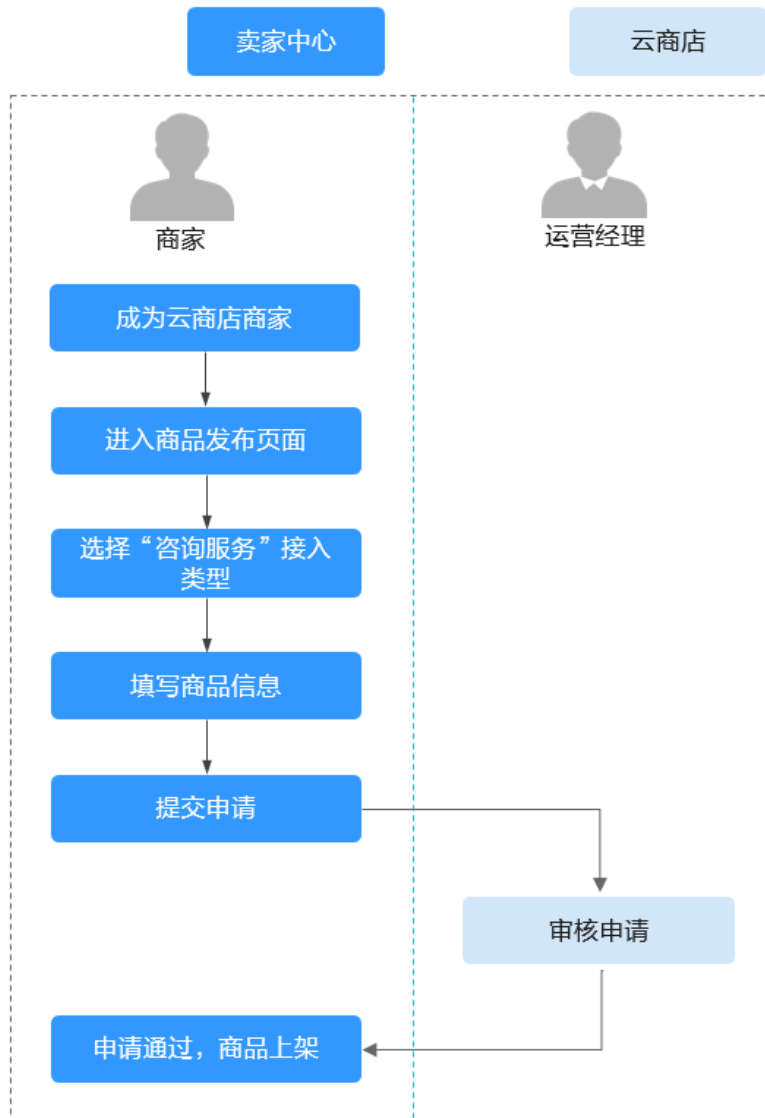 卖家中心
云商店
商家
运营经理
成为云商店商家
进入商品发布页面
选择“咨询服务”接入
类型
填写商品信息
提交申请
审核申请
申请通过，商品上架